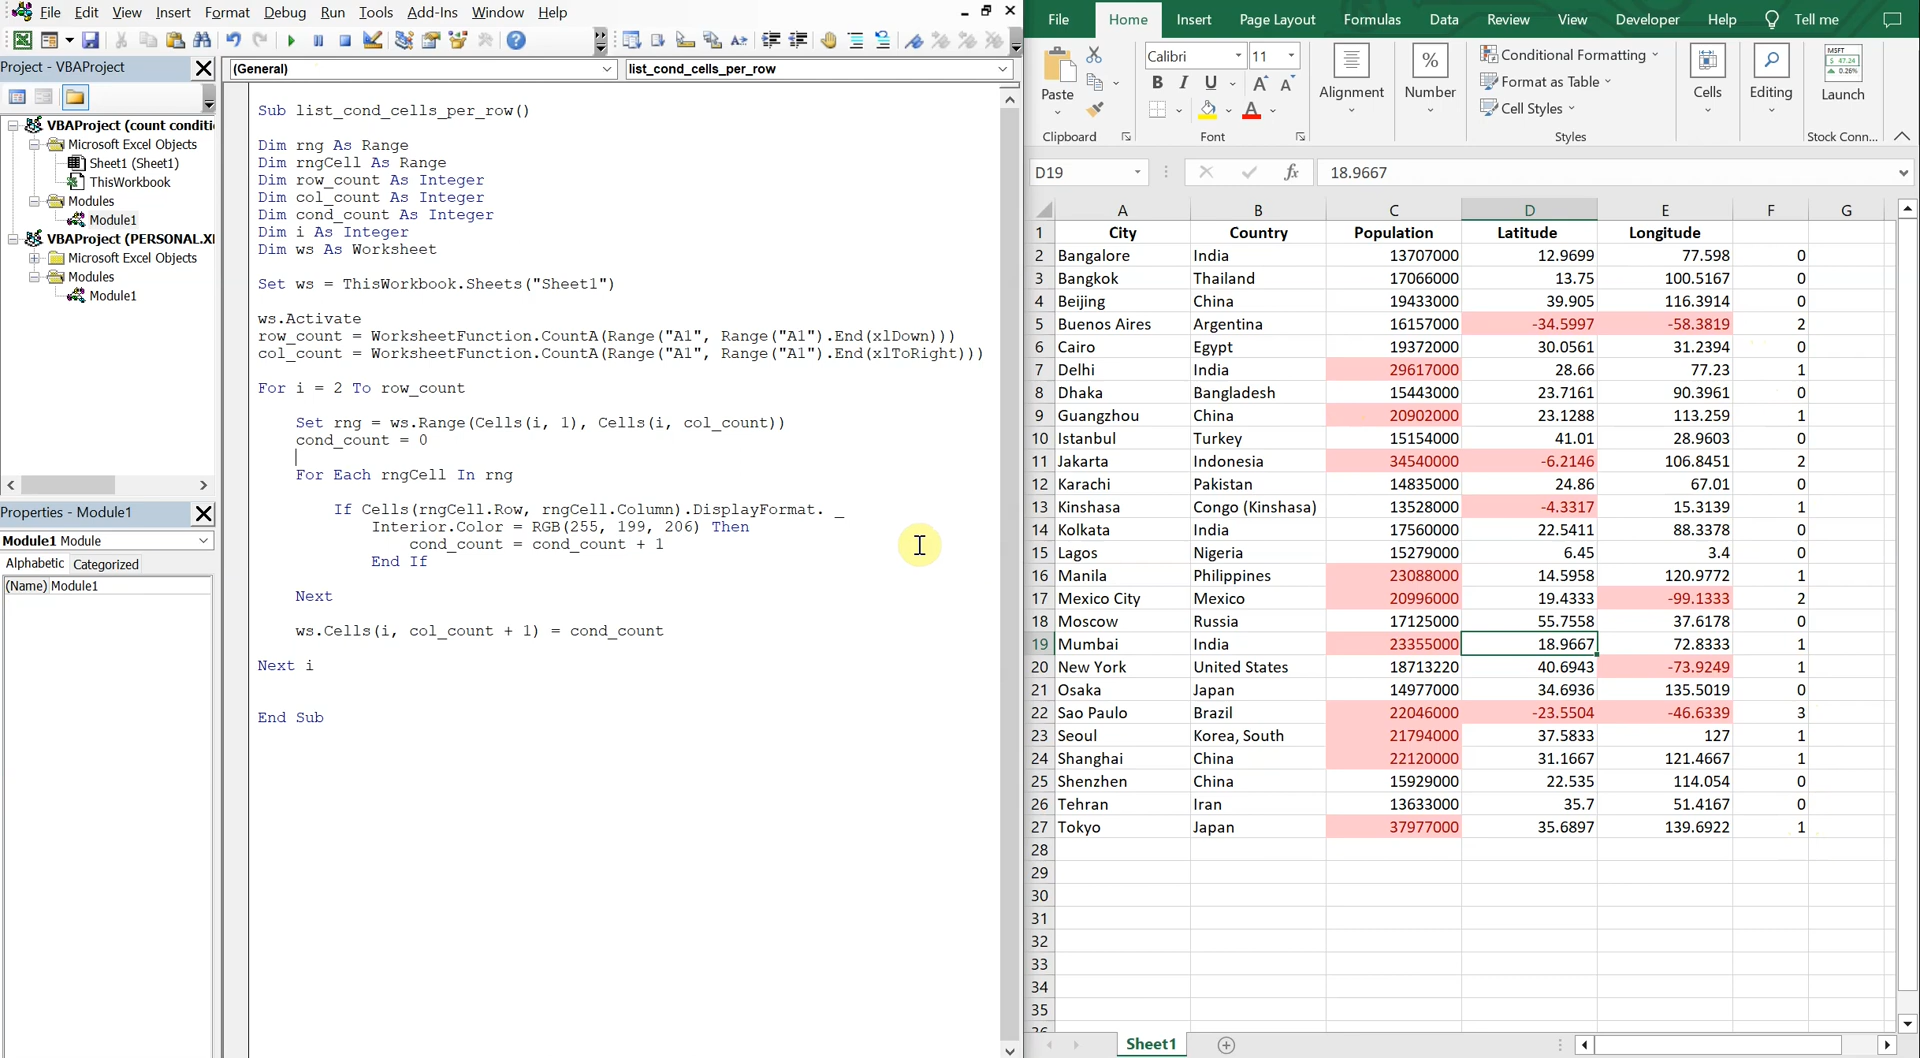 File Edit View Insert Format Debug Run Tools Add-Ins Window Help
Project - VBAProject
VBAProject (count conditi
Microsoft Excel Objects
Sheet1 (Sheet1)
ThisWorkbook
Modules
Module1
VBAProject (PERSONAL.Xl
Microsoft Excel Objects
Modules
Module1
Properties - Module1
Module1 Module
Alphabetic Categorized
(Name) Module1
(General) list_cond_cells_per_row
Sub list_cond_cells_per_row()
Dim rng As Range
Dim rngCell As Range
Dim row_count As Integer
Dim col_count As Integer
Dim cond_count As Integer
Dim i As Integer
Dim ws As Worksheet
Set ws = ThisWorkbook.Sheets("Sheet1")
ws.Activate
row_count = WorksheetFunction.CountA(Range("A1", Range("A1").End(xlDown)))
col_count = WorksheetFunction.CountA(Range("A1", Range("A1").End(xlToRight)))
For i = 2 To row_count
Set rng = ws.Range(Cells(i, 1), Cells(i, col_count))
cond_count = 0
For Each rngCell In rng
If Cells(rngCell.Row, rngCell.Column).DisplayFormat. _
Interior.Color = RGB(255, 199, 206) Then
cond_count = cond_count + 1
End If
Next
ws.Cells(i, col_count + 1) = cond_count
Next i
End Sub
File Home Insert Page Layout Formulas Data Review View Developer Help Tell me
Paste
Clipboard
Calibri 11
B I U A A
A
Font
Alignment
%
Number
Conditional Formatting
Format as Table
Cell Styles
Styles
Cells
Editing
MSFT
$ 47.24
0.26%
Launch
Stock Conn...
D19 fx 18.9667
A B C D E F G
1 City Country Population Latitude Longitude
2 Bangalore India 13707000 12.9699 77.598 0
3 Bangkok Thailand 17066000 13.75 100.5167 0
4 Beijing China 19433000 39.905 116.3914 0
5 Buenos Aires Argentina 16157000 -34.5997 -58.3819 2
6 Cairo Egypt 19372000 30.0561 31.2394 0
7 Delhi India 29617000 28.66 77.23 1
8 Dhaka Bangladesh 15443000 23.7161 90.3961 0
9 Guangzhou China 20902000 23.1288 113.259 1
10 Istanbul Turkey 15154000 41.01 28.9603 0
11 Jakarta Indonesia 34540000 -6.2146 106.8451 2
12 Karachi Pakistan 14835000 24.86 67.01 0
13 Kinshasa Congo (Kinshasa) 13528000 -4.3317 15.3139 1
14 Kolkata India 17560000 22.5411 88.3378 0
15 Lagos Nigeria 15279000 6.45 3.4 0
16 Manila Philippines 23088000 14.5958 120.9772 1
17 Mexico City Mexico 20996000 19.4333 -99.1333 2
18 Moscow Russia 17125000 55.7558 37.6178 0
19 Mumbai India 23355000 18.9667 72.8333 1
20 New York United States 18713220 40.6943 -73.9249 1
21 Osaka Japan 14977000 34.6936 135.5019 0
22 Sao Paulo Brazil 22046000 -23.5504 -46.6339 3
23 Seoul Korea, South 21794000 37.5833 127 1
24 Shanghai China 22120000 31.1667 121.4667 1
25 Shenzhen China 15929000 22.535 114.054 0
26 Tehran Iran 13633000 35.7 51.4167 0
27 Tokyo Japan 37977000 35.6897 139.6922 1
28
29
30
31
32
33
34
35
36
Sheet1